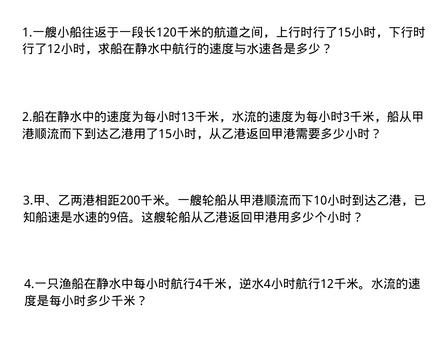 1.一艘小船往返于一段长120千米的航道之间，上行时行了15小时，下行时
行了12小时，求船在静水中航行的速度与水速各是多少？
2.船在静水中的速度为每小时13千米，水流的速度为每小时3千米，船从甲
港顺流而下到达乙港用了15小时，从乙港返回甲港需要多少小时？
3.甲、乙两港相距200千米。一艘轮船从甲港顺流而下10小时到达乙港，已
知船速是水速的9倍。这艘轮船从乙港返回甲港用多少个小时？
4.一只渔船在静水中每小时航行4千米，逆水4小时航行12千米。水流的速
度是每小时多少千米？